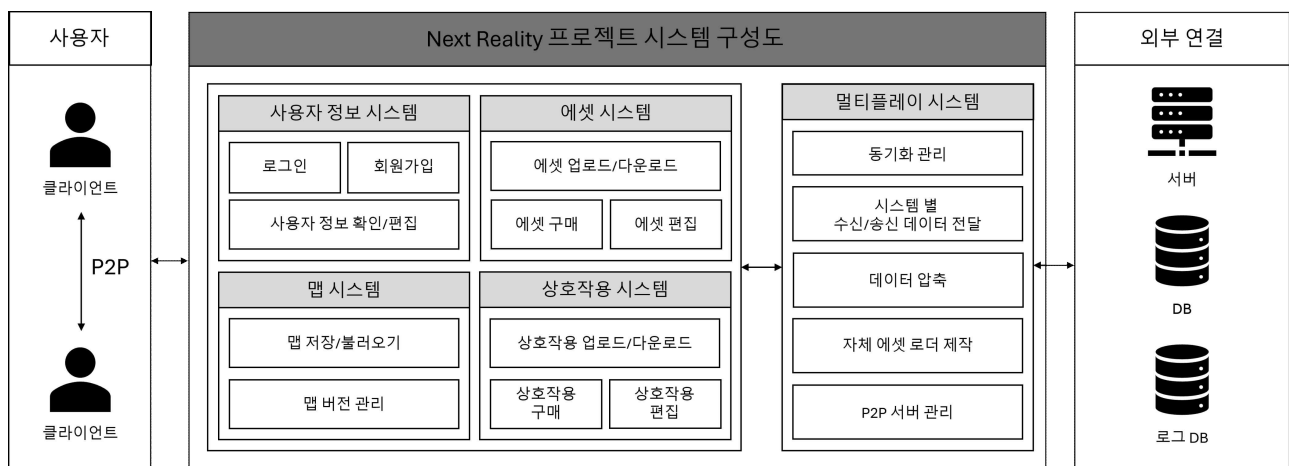 사용자
Next Reality 프로젝트 시스템 구성도
외부 연결
클라이언트
P2P
클라이언트
사용자 정보 시스템
로그인
회원가입
사용자 정보 확인/편집
에셋 시스템
에셋 업로드/다운로드
에셋 구매
에셋 편집
맵 시스템
맵 저장/불러오기
맵 버전 관리
상호작용 시스템
상호작용 업로드/다운로드
상호작용
구매
상호작용
편집
멀티플레이 시스템
동기화 관리
시스템 별
수신/송신 데이터 전달
데이터 압축
자체 에셋 로더 제작
P2P 서버 관리
서버
DB
로그 DB